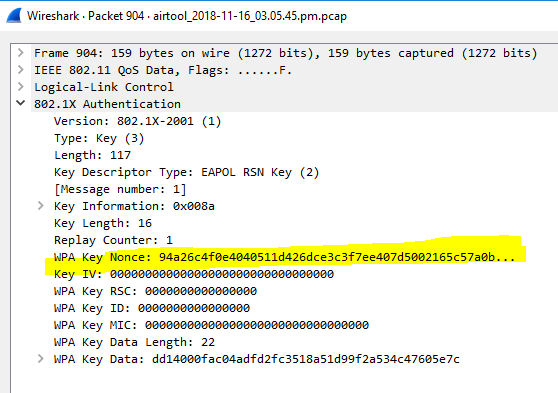 Wireshark · Packet 904 · airtool_2018-11-16_03.05.45.pm.pcap
Frame 904: 159 bytes on wire (1272 bits), 159 bytes captured (1272 bits)
IEEE 802.11 QoS Data, Flags: ......F.
Logical-Link Control
802.1X Authentication
Version: 802.1X-2001 (1)
Type: Key (3)
Length: 117
Key Descriptor Type: EAPOL RSN Key (2)
[Message number: 1]
Key Information: 0x008a
Key Length: 16
Replay Counter: 1
WPA Key Nonce: 94a26c4f0e4040511d426dce3c3f7ee407d5002165c57a0b...
Key IV: 00000000000000000000000000000000
WPA Key RSC: 0000000000000000
WPA Key ID: 0000000000000000
WPA Key MIC: 00000000000000000000000000000000
WPA Key Data Length: 22
WPA Key Data: dd14000fac04adfd2fc3518a51d99f2a534c47605e7c